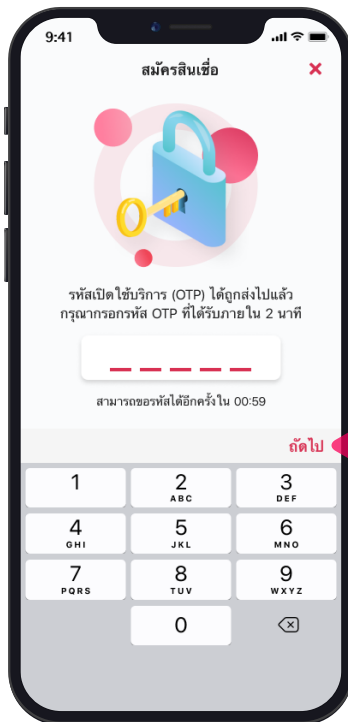 9:41
สมัครสินเชื่อ
รหัสเปิดใช้บริการ (OTP) ได้ถูกส่งไปแล้ว
กรุณากรอกรหัส OTP ที่ได้รับภายใน 2 นาที
สามารถขอรหัสได้อีกครั้งใน 00:59
ถัดไป
1 2 3
ABC DEF
4 5 6
GHI JKL MNO
7 8 9
PQRS TUV WXYZ
0